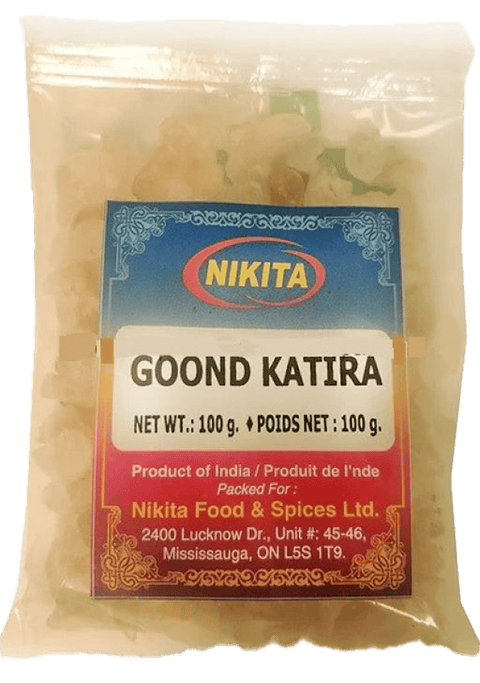 NIKITA
GOOND KATIRA
NET WT.: 100 g. ♦ POIDS NET : 100 g.
Product of India / Produit de l'nde
Packed For :
Nikita Food & Spices Ltd.
2400 Lucknow Dr., Unit #: 45-46,
Mississauga, ON L5S 1T9.